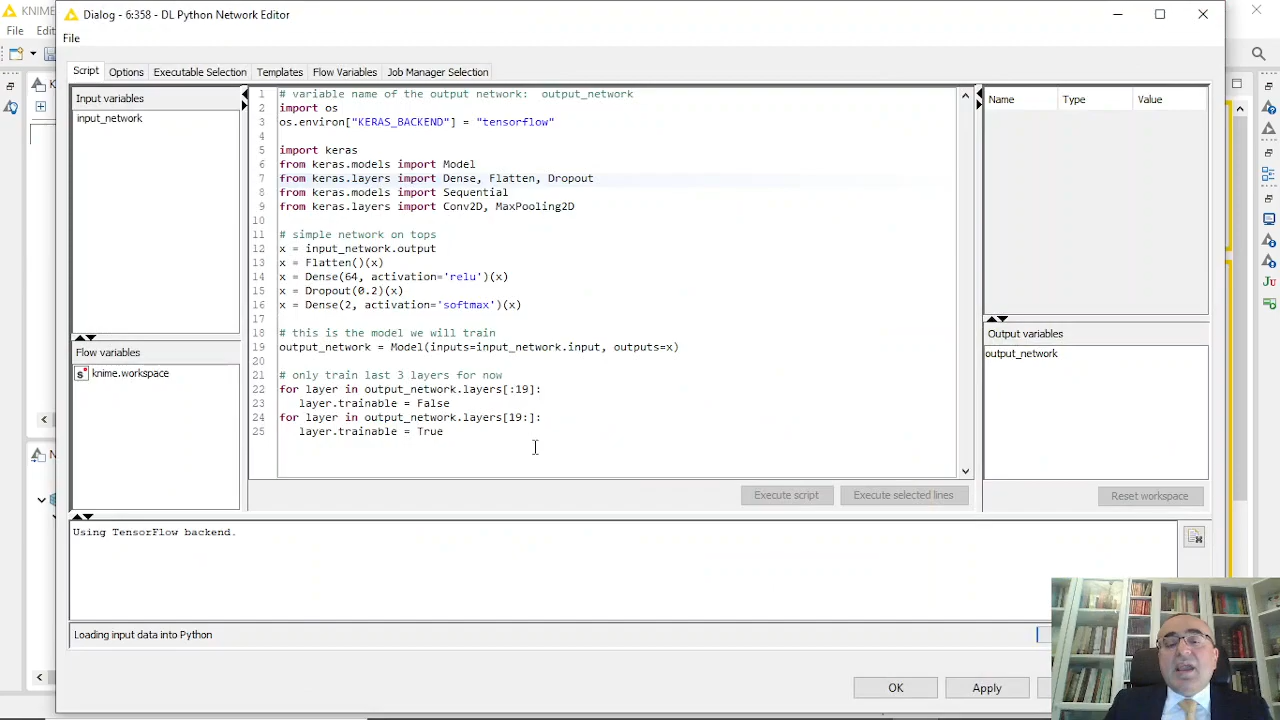 KNIME
Dialog - 6:358 - DL Python Network Editor
File Edi
File
Script Options Executable Selection Templates Flow Variables Job Manager Selection
Input variables
input_network
Flow variables
s knime.workspace
1 # variable name of the output network: output_network
2 import os
3 os.environ["KERAS_BACKEND"] = "tensorflow"
4
5 import keras
6 from keras.models import Model
7 from keras.layers import Dense, Flatten, Dropout
8 from keras.models import Sequential
9 from keras.layers import Conv2D, MaxPooling2D
10
11 # simple network on tops
12 x = input_network.output
13 x = Flatten()(x)
14 x = Dense(64, activation='relu')(x)
15 x = Dropout(0.2)(x)
16 x = Dense(2, activation='softmax')(x)
17
18 # this is the model we will train
19 output_network = Model(inputs=input_network.input, outputs=x)
20
21 # only train last 3 layers for now
22 for layer in output_network.layers[:19]:
23 layer.trainable = False
24 for layer in output_network.layers[19:]:
25 layer.trainable = True
Execute script Execute selected lines
Name Type Value
Output variables
output_network
Reset workspace
Using TensorFlow backend.
Loading input data into Python
OK Apply
Ju